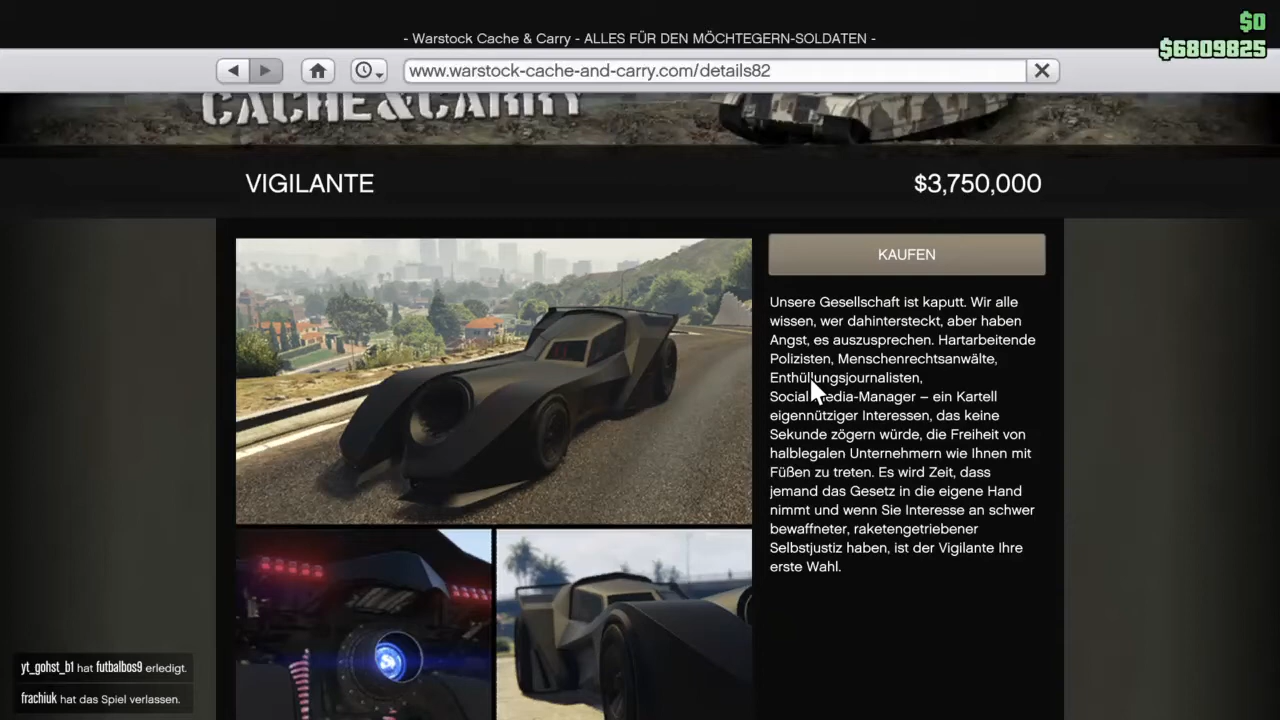 - Warstock Cache & Carry - ALLES FÜR DEN MÖCHTEGERN-SOLDATEN -
$0
$6809825
www.warstock-cache-and-carry.com/details82
CACHE&CARRY
VIGILANTE
$3,750,000
KAUFEN
Unsere Gesellschaft ist kaputt. Wir alle
wissen, wer dahintersteckt, aber haben
Angst, es auszusprechen. Hartarbeitende
Polizisten, Menschenrechtsanwälte,
Enthüllungsjournalisten,
Social-Media-Manager – ein Kartell
eigennütziger Interessen, das keine
Sekunde zögern würde, die Freiheit von
halblegalen Unternehmern wie Ihnen mit
Füßen zu treten. Es wird Zeit, dass
jemand das Gesetz in die eigene Hand
nimmt und wenn Sie Interesse an schwer
bewaffneter, raketengetriebener
Selbstjustiz haben, ist der Vigilante Ihre
erste Wahl.
yt_gohst_b1 hat futbalbos9 erledigt.
frachiuk hat das Spiel verlassen.